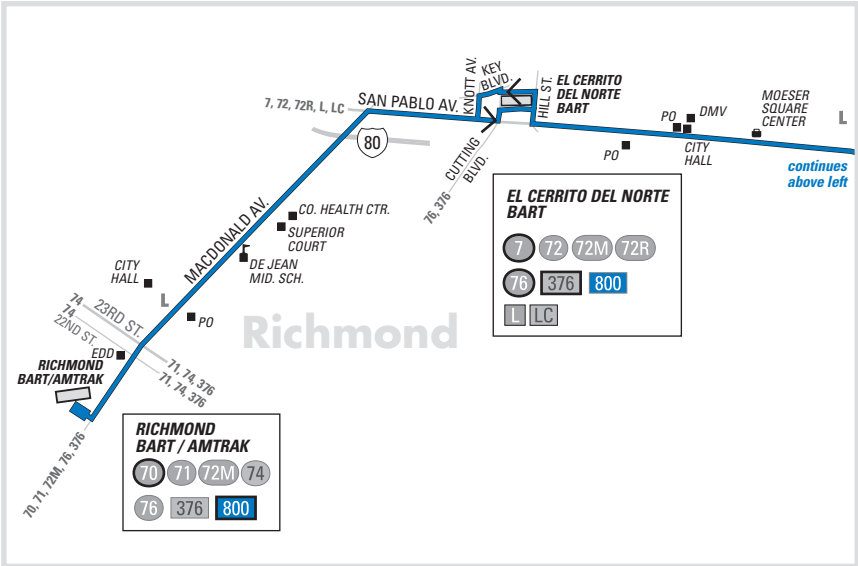 KNOTT AV.
KEY
BLVD.
HILL ST.
EL CERRITO
DEL NORTE
BART
7, 72, 72R, L, LC
SAN PABLO AV.
PO
DMV
MOESER
SQUARE
CENTER
L
80
CUTTING
BLVD.
76, 376
PO
CITY
HALL
continues
above left
EL CERRITO DEL NORTE
BART
7 72 72M 72R
76 376 800
L LC
MACDONALD AV.
CO. HEALTH CTR.
SUPERIOR
COURT
DE JEAN
MID. SCH.
CITY
HALL
L
PO
Richmond
74
74
23RD ST.
22ND ST.
EDD
71, 74, 376
71, 74, 376
RICHMOND
BART/AMTRAK
70, 71, 72M, 76, 376
RICHMOND
BART / AMTRAK
70 71 72M 74
76 376 800